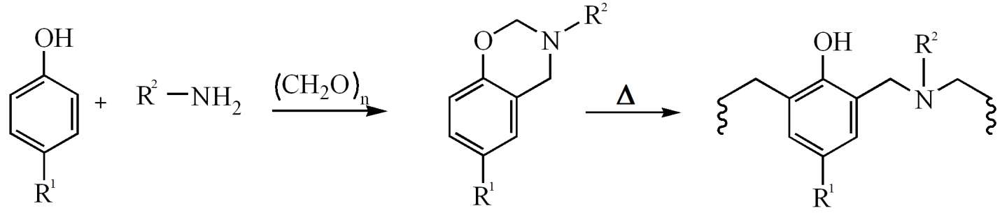 OH
+
R² — NH₂
R¹
(CH₂O)ₙ
O
N
R²
R¹
Δ
OH
R²
N
R¹